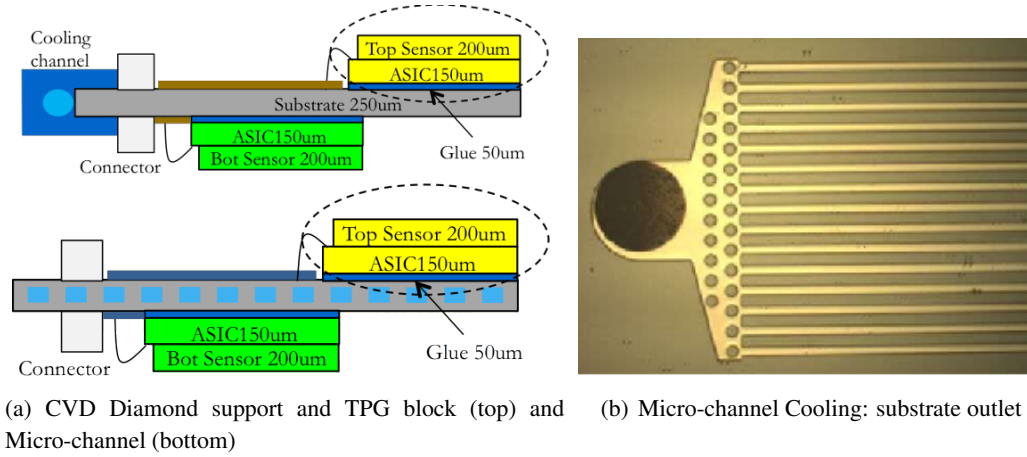 Cooling
channel
Top Sensor 200um
ASIC150um
Substrate 250um
ASIC150um
Bot Sensor 200um
Connector
Glue 50um
Top Sensor 200um
ASIC150um
ASIC150um
Bot Sensor 200um
Connector
Glue 50um
(a) CVD Diamond support and TPG block (top) and
Micro-channel (bottom)
(b) Micro-channel Cooling: substrate outlet